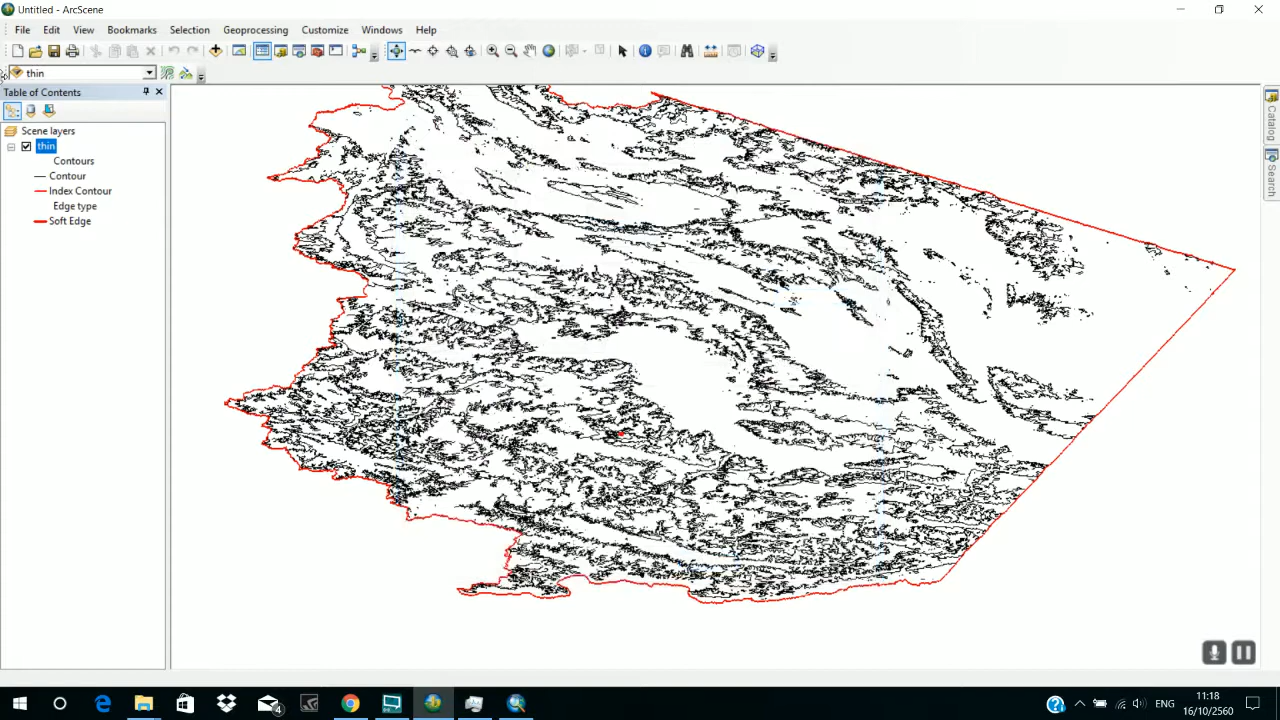 Untitled - ArcScene
File Edit View Bookmarks Selection Geoprocessing Customize Windows Help
thin
Table of Contents
Scene layers
thin
Contours
Contour
Index Contour
Edge type
Soft Edge
Catalog
Search
4
ENG
11:18
16/10/2560